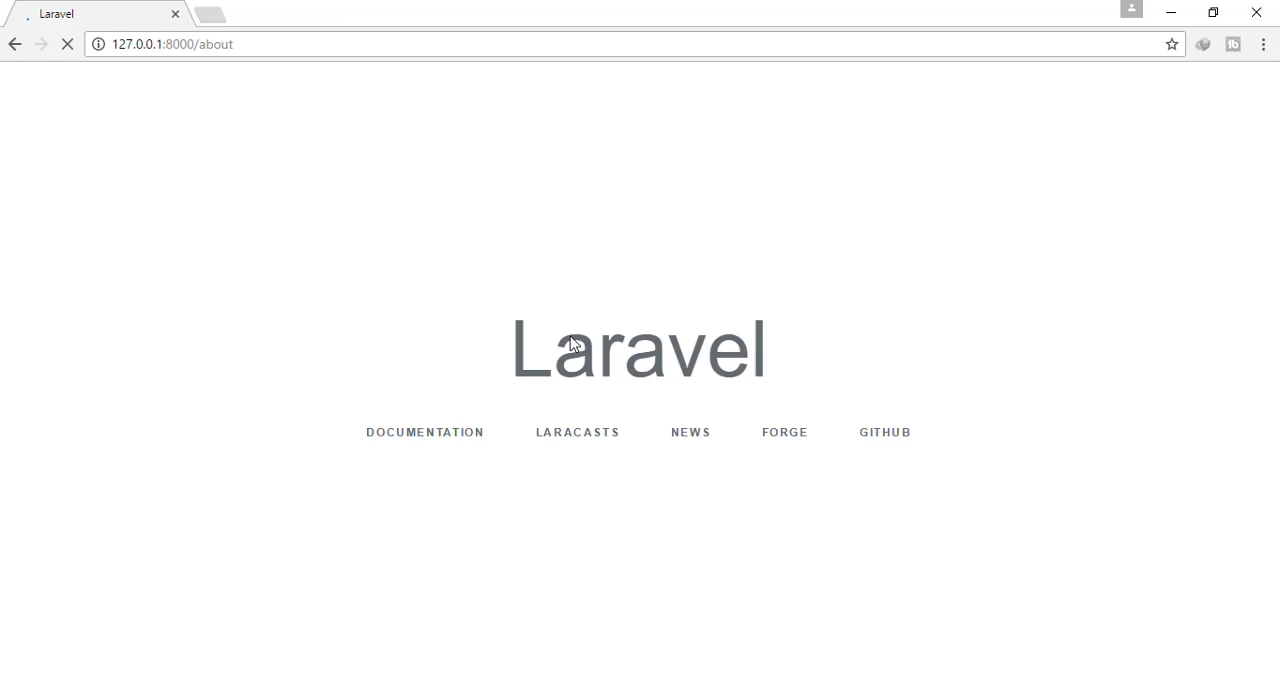 Laravel
127.0.0.1:8000/about
Laravel
DOCUMENTATION LARACASTS NEWS FORGE GITHUB